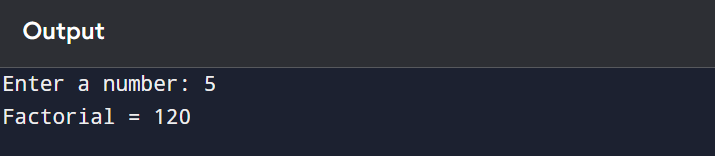 Output
Enter a number: 5
Factorial = 120